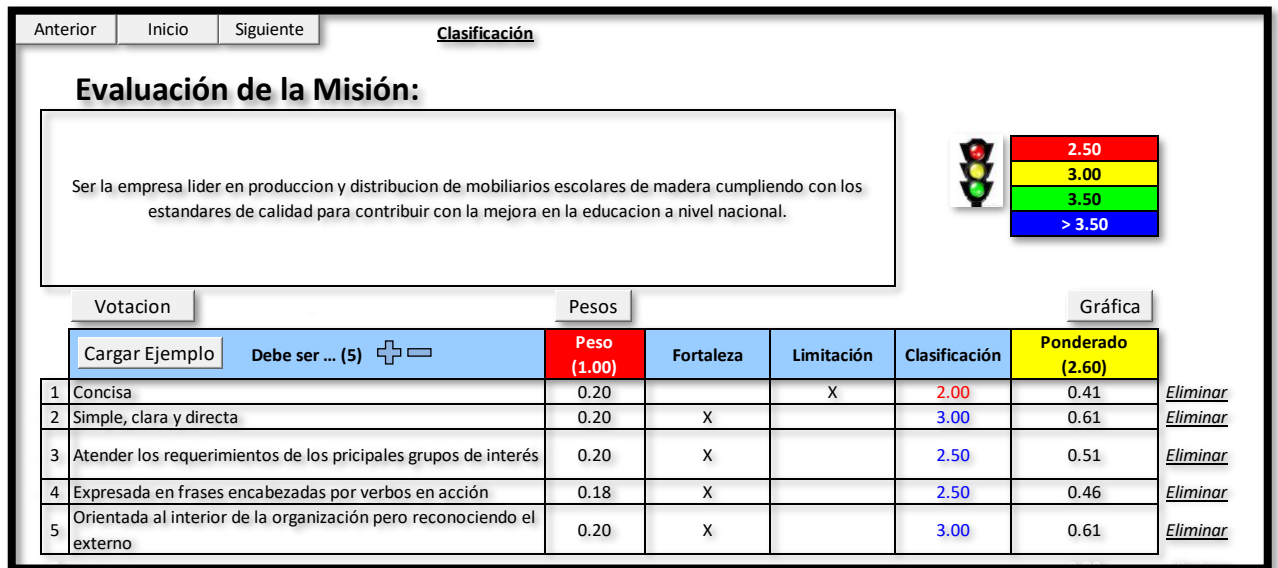 Anterior Inicio Siguiente Clasificación
Evaluación de la Misión:
Ser la empresa lider en produccion y distribucion de mobiliarios escolares de madera cumpliendo con los
estandares de calidad para contribuir con la mejora en la educacion a nivel nacional.
2.50
3.00
3.50
> 3.50
Votacion Pesos Gráfica
Cargar Ejemplo Debe ser ... (5) Peso (1.00) Fortaleza Limitación Clasificación Ponderado (2.60)
1 Concisa 0.20 X 2.00 0.41 Eliminar
2 Simple, clara y directa 0.20 X 3.00 0.61 Eliminar
3 Atender los requerimientos de los pricipales grupos de interés 0.20 X 2.50 0.51 Eliminar
4 Expresada en frases encabezadas por verbos en acción 0.18 X 2.50 0.46 Eliminar
5 Orientada al interior de la organización pero reconociendo el
externo 0.20 X 3.00 0.61 Eliminar